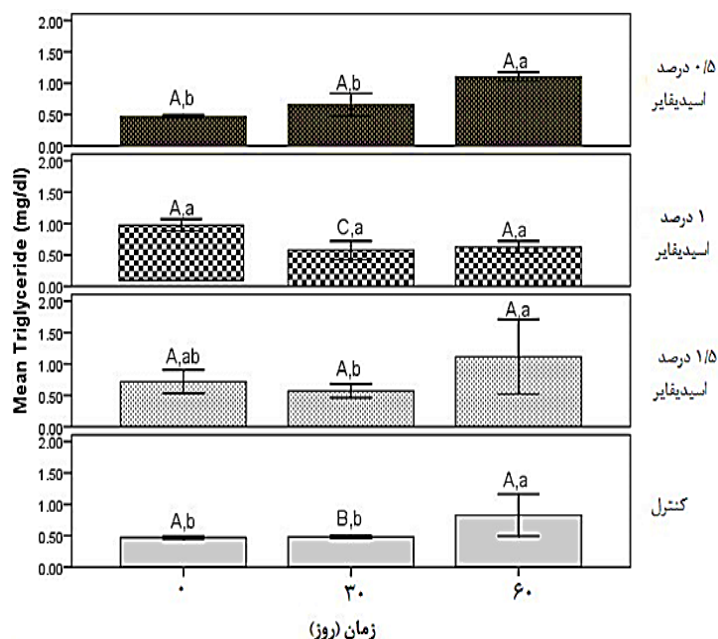 2.00
1.50
1.00
0.50
0.00
A,b
A,b
A,a
۰/۵ درصد
اسیدیفایر
2.00
1.50
1.00
0.50
0.00
A,a
C,a
A,a
۱ درصد
اسیدیفایر
2.00
1.50
1.00
0.50
0.00
A,ab
A,b
A,a
۱/۵ درصد
اسیدیفایر
2.00
1.50
1.00
0.50
0.00
A,b
B,b
A,a
کنترل
Mean Triglyceride (mg/dl)
۰
۳۰
۶۰
زمان (روز)